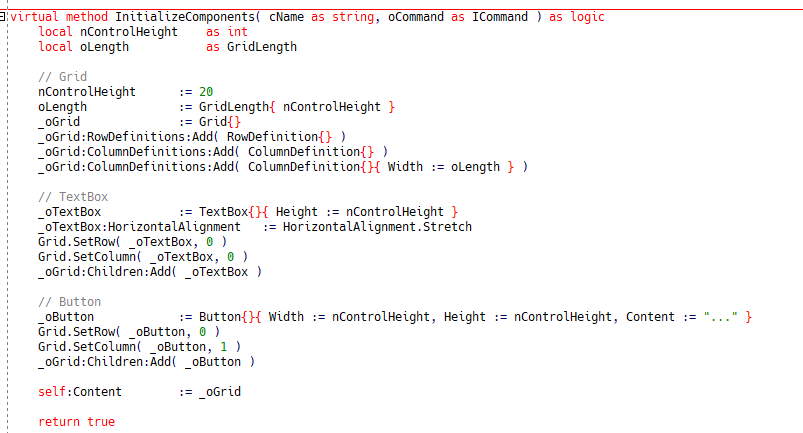 virtual method InitializeComponents( cName as string, oCommand as ICommand ) as logic
local nControlHeight as int
local oLength as GridLength
// Grid
nControlHeight := 20
oLength := GridLength{ nControlHeight }
_oGrid := Grid{}
_oGrid:RowDefinitions:Add( RowDefinition{} )
_oGrid:ColumnDefinitions:Add( ColumnDefinition{} )
_oGrid:ColumnDefinitions:Add( ColumnDefinition{}{ Width := oLength } )
// TextBox
_oTextBox := TextBox{}{ Height := nControlHeight }
_oTextBox:HorizontalAlignment := HorizontalAlignment.Stretch
Grid.SetRow( _oTextBox, 0 )
Grid.SetColumn( _oTextBox, 0 )
_oGrid:Children:Add( _oTextBox )
// Button
_oButton := Button{}{ Width := nControlHeight, Height := nControlHeight, Content := "..." }
Grid.SetRow( _oButton, 0 )
Grid.SetColumn( _oButton, 1 )
_oGrid:Children:Add( _oButton )
self:Content := _oGrid
return true